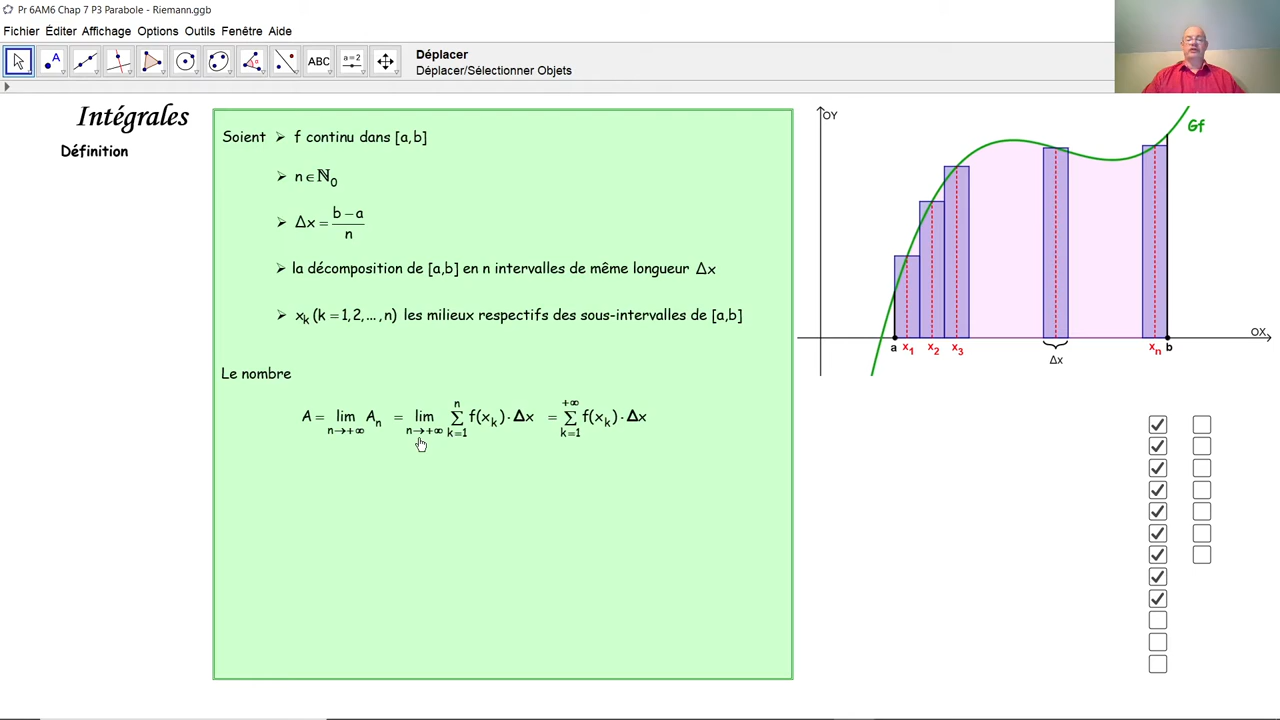 Pr 6AM6 Chap 7 P3 Parabole - Riemann.ggb
Fichier Éditer Affichage Options Outils Fenêtre Aide
A ABC a=2
Déplacer
Déplacer/Sélectionner Objets
Intégrales
Définition
Soient ➢ f continu dans [a,b]
➢ n∈ℕ₀
➢ Δx = (b−a)/n
➢ la décomposition de [a,b] en n intervalles de même longueur Δx
➢ xₖ (k = 1,2,...,n) les milieux respectifs des sous-intervalles de [a,b]
Le nombre
A = lim n→+∞ Aₙ = lim n→+∞ ∑ k=1 n f(xₖ)·Δx = ∑ k=1 +∞ f(xₖ)·Δx
OY
Gf
OX
a x₁ x₂ x₃ xₙ b
Δx